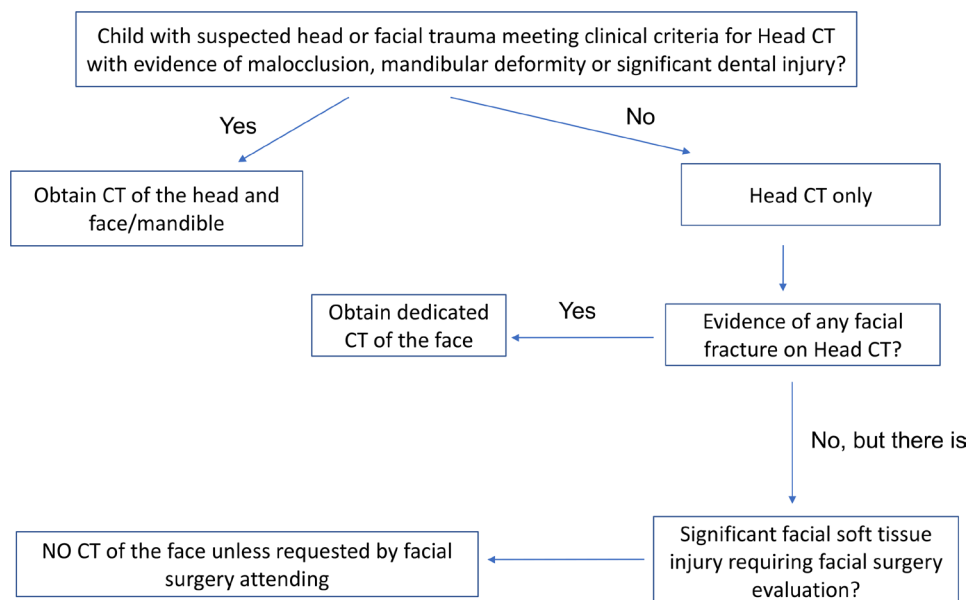 Child with suspected head or facial trauma meeting clinical criteria for Head CT
with evidence of malocclusion, mandibular deformity or significant dental injury?
Yes
No
Obtain CT of the head and
face/mandible
Head CT only
Obtain dedicated
CT of the face
Yes
Evidence of any facial
fracture on Head CT?
No, but there is
NO CT of the face unless requested by facial
surgery attending
Significant facial soft tissue
injury requiring facial surgery
evaluation?